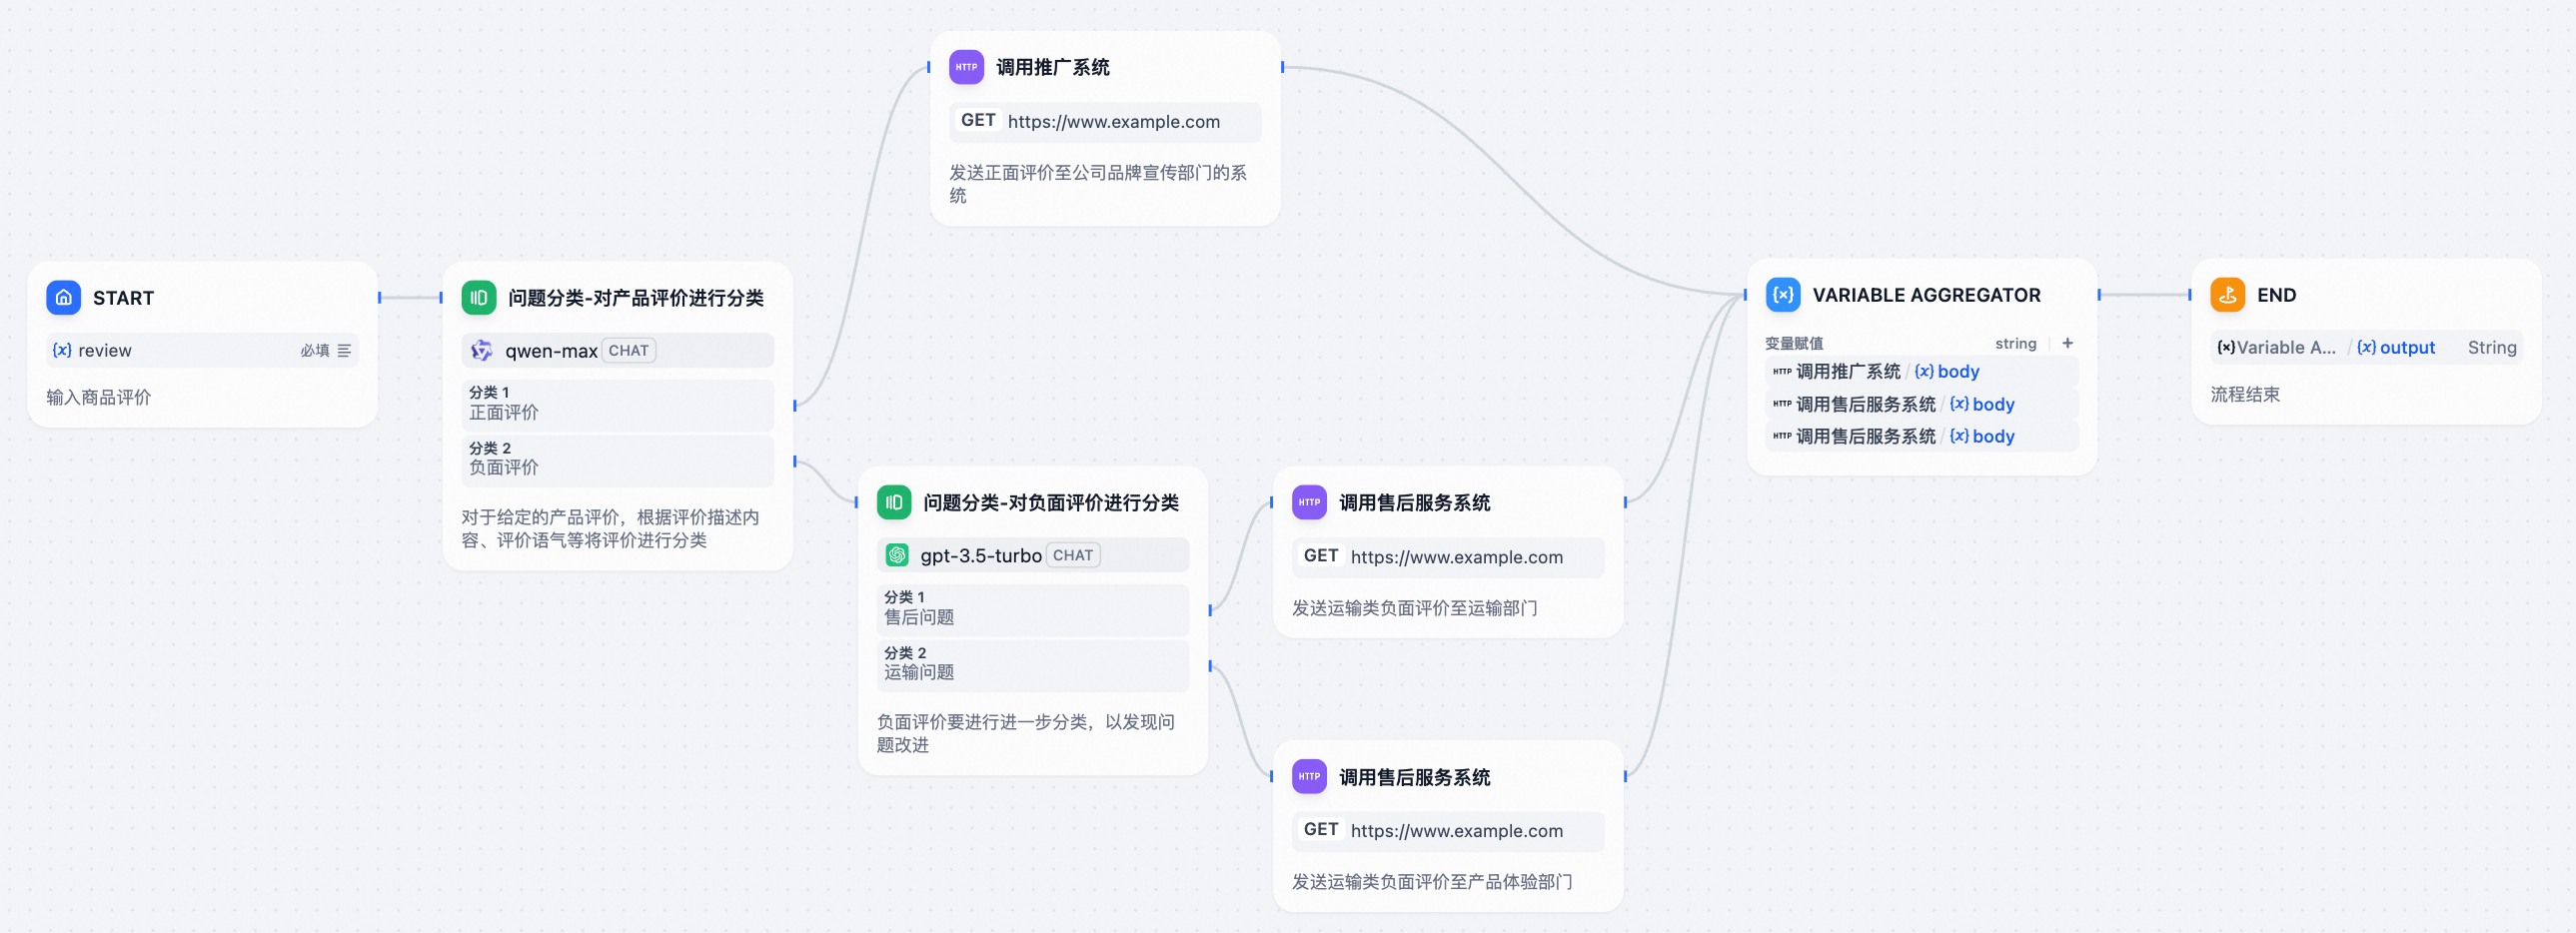 START
{x} review 必填
输入商品评价
问题分类-对产品评价进行分类
qwen-max CHAT
分类 1
正面评价
分类 2
负面评价
对于给定的产品评价，根据评价描述内
容、评价语气等将评价进行分类
HTTP 调用推广系统
GET https://www.example.com
发送正面评价至公司品牌宣传部门的系
统
问题分类-对负面评价进行分类
gpt-3.5-turbo CHAT
分类 1
售后问题
分类 2
运输问题
负面评价要进行进一步分类，以发现问
题改进
HTTP 调用售后服务系统
GET https://www.example.com
发送运输类负面评价至运输部门
HTTP 调用售后服务系统
GET https://www.example.com
发送运输类负面评价至产品体验部门
{x} VARIABLE AGGREGATOR
变量赋值 string +
HTTP 调用推广系统 / {x} body
HTTP 调用售后服务系统 / {x} body
HTTP 调用售后服务系统 / {x} body
END
{x} Variable A... / {x} output String
流程结束